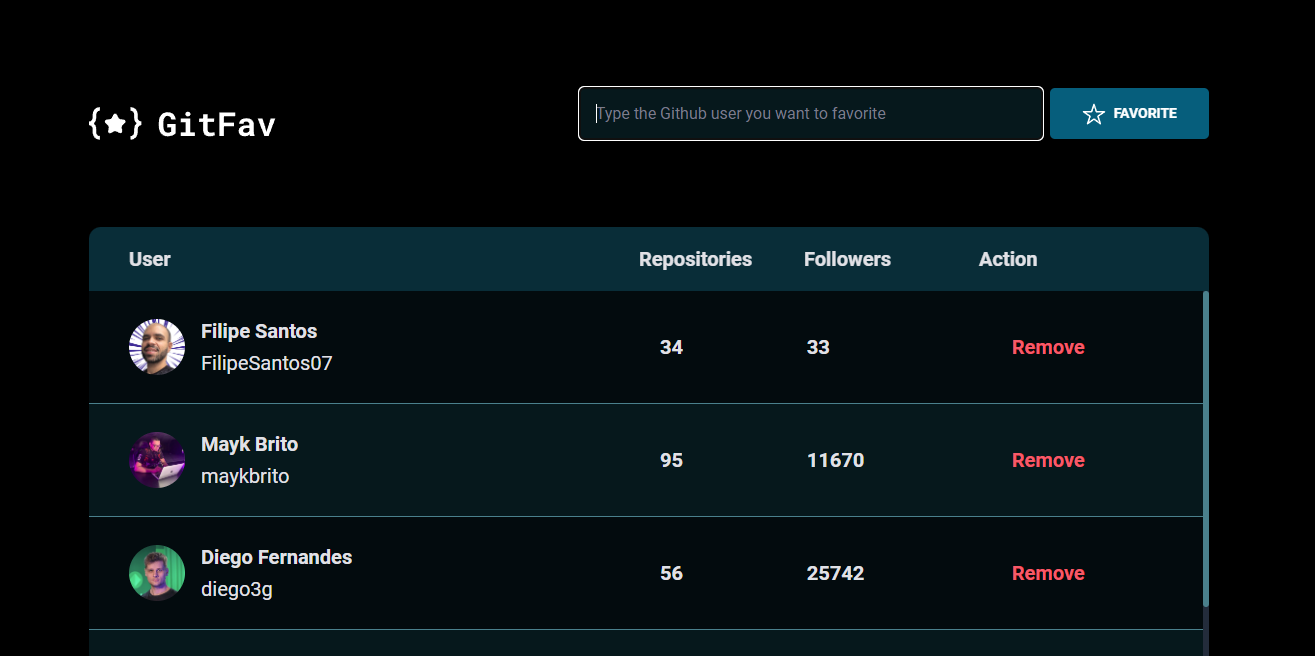 {★} GitFav
Type the Github user you want to favorite
FAVORITE
User Repositories Followers Action
Filipe Santos
FilipeSantos07
34 33 Remove
Mayk Brito
maykbrito
95 11670 Remove
Diego Fernandes
diego3g
56 25742 Remove